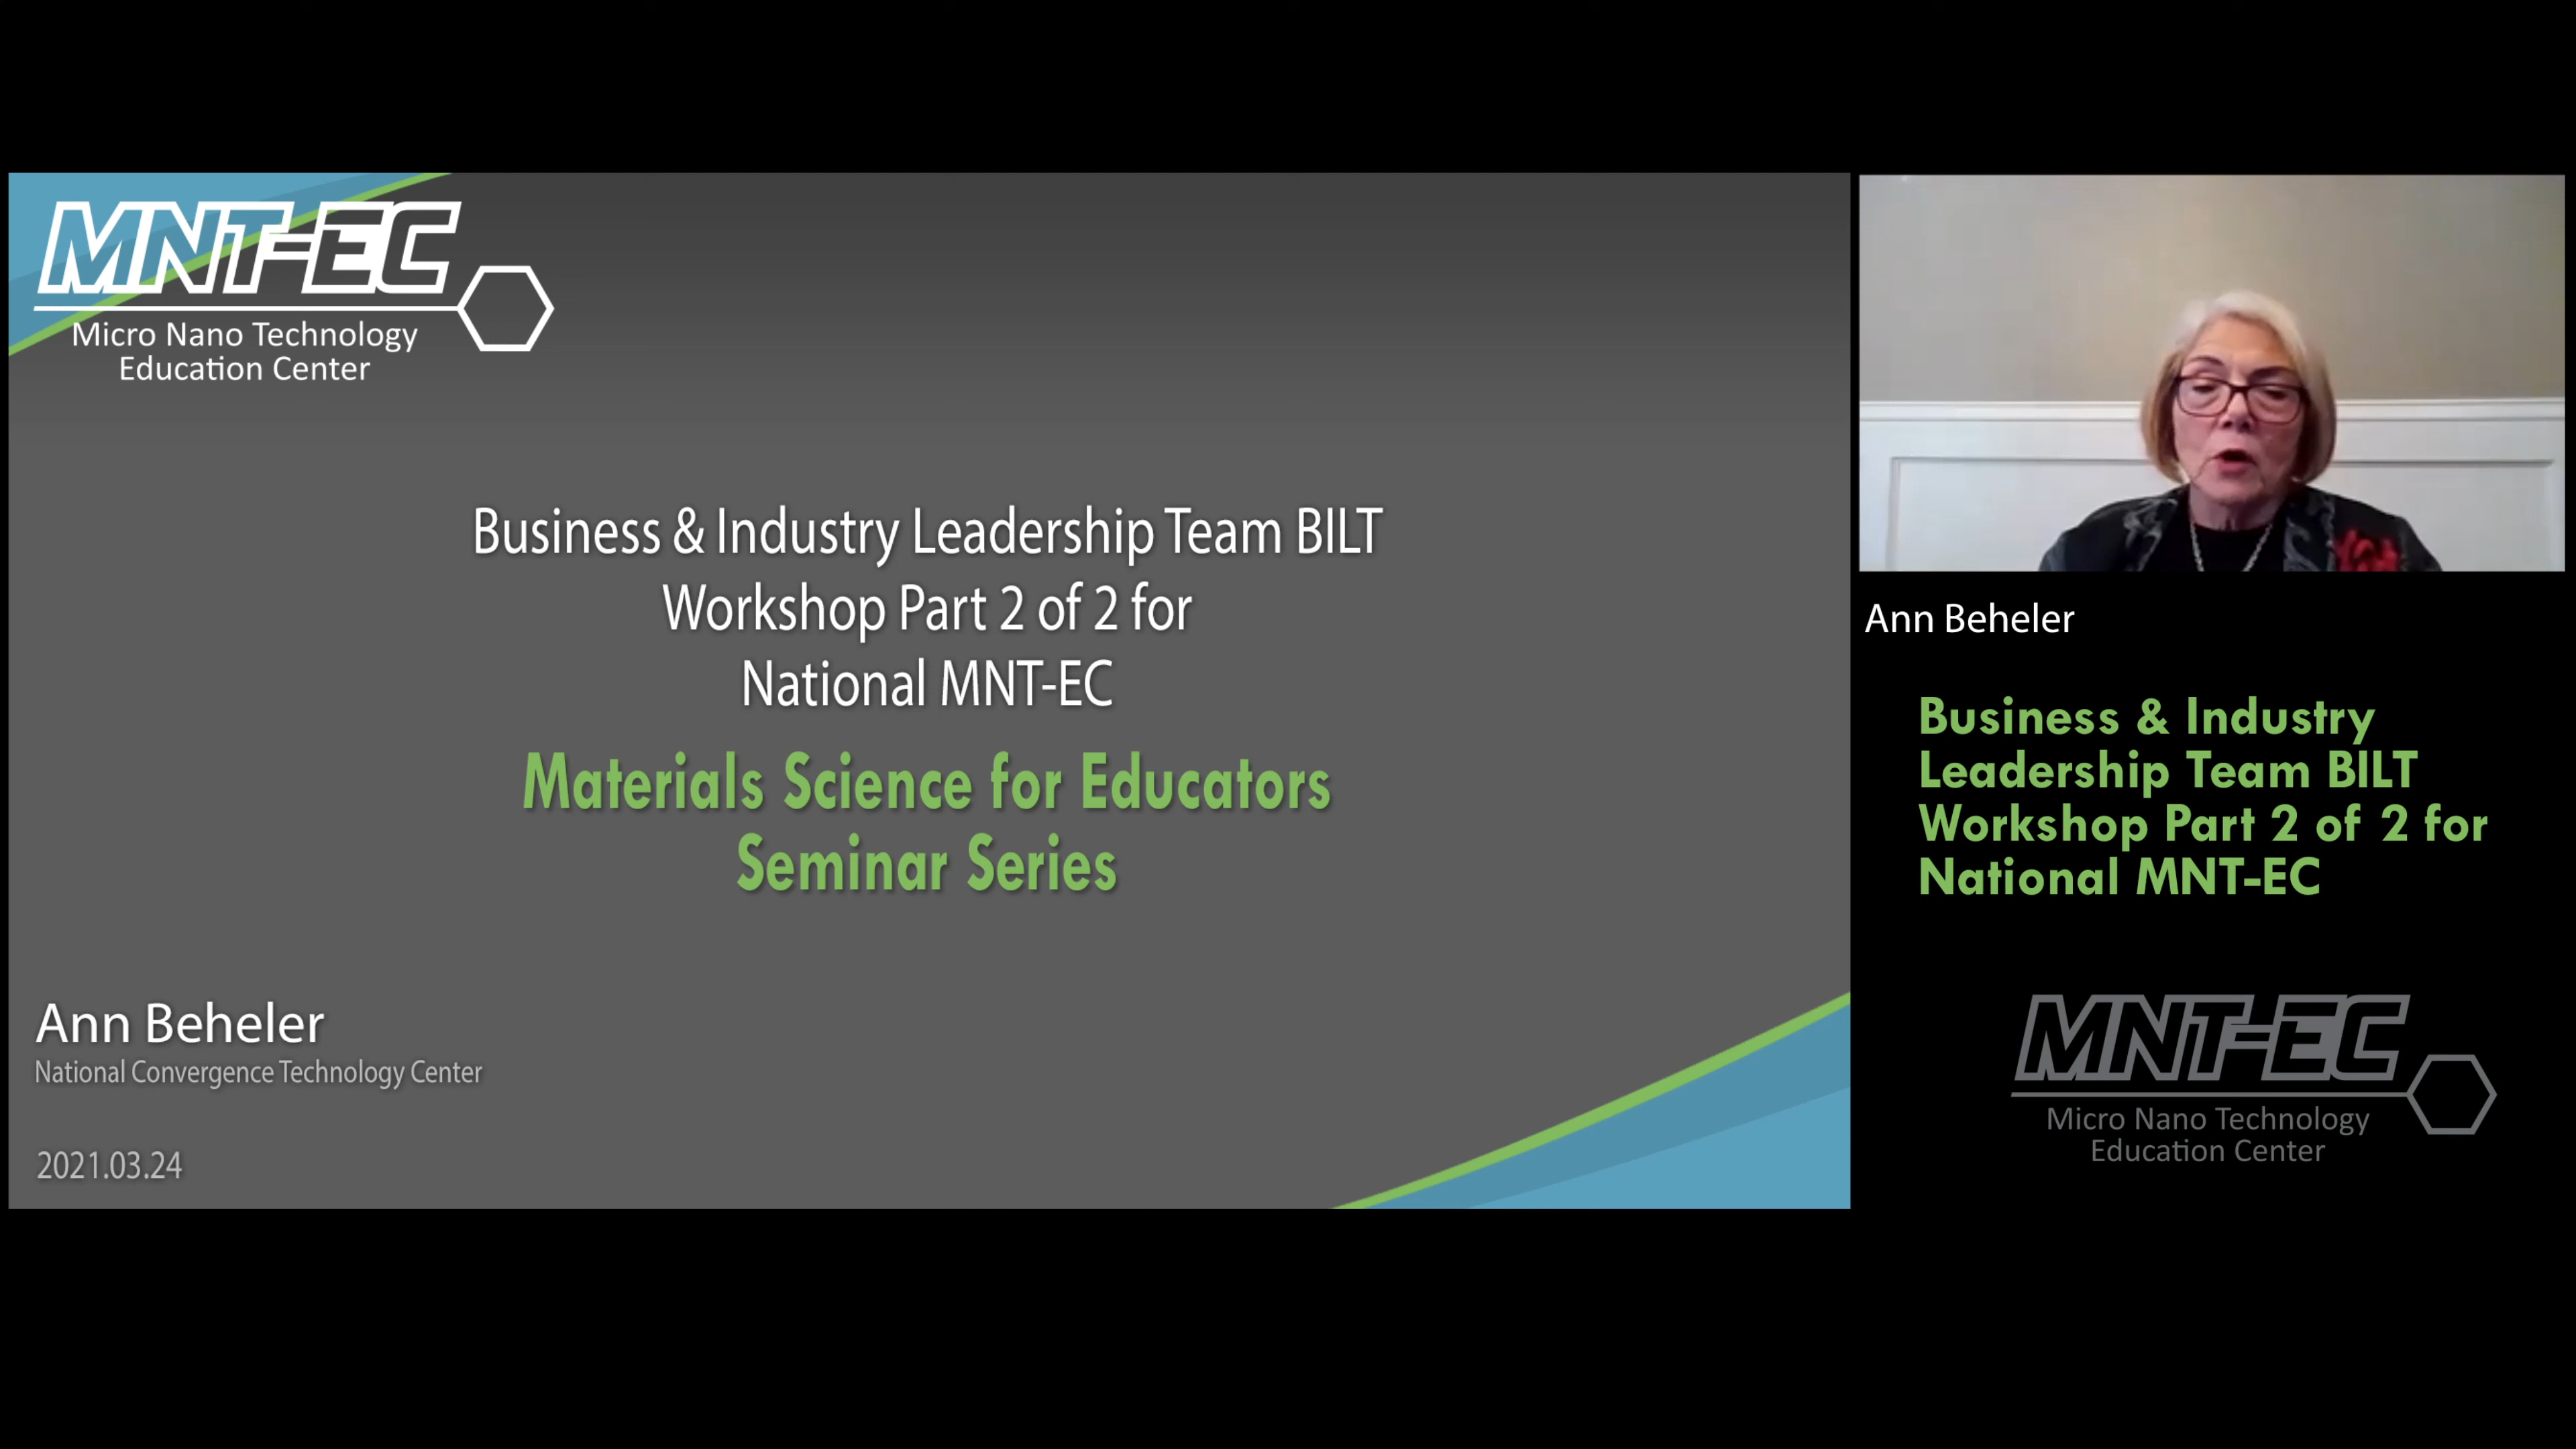 MNT-EC
Micro Nano Technology
Education Center
Business & Industry Leadership Team BILT
Workshop Part 2 of 2 for
National MNT-EC
Materials Science for Educators
Seminar Series
Ann Beheler
National Convergence Technology Center
2021.03.24
Ann Beheler
Business & Industry
Leadership Team BILT
Workshop Part 2 of 2 for
National MNT-EC
MNT-EC
Micro Nano Technology
Education Center